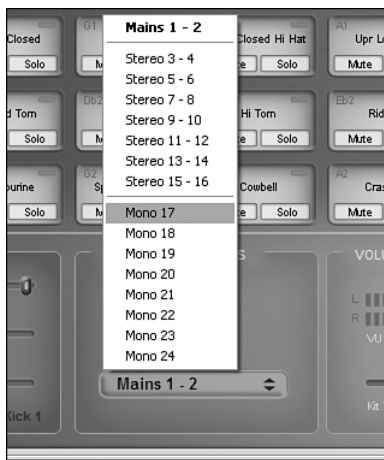 G1
Mains 1 - 2
A1
Closed
Closed Hi Hat
Upr L
Solo
Solo
Mute
Stereo 3 - 4
Stereo 5 - 6
Stereo 7 - 8
Stereo 9 - 10
Stereo 11 - 12
Stereo 13 - 14
Stereo 15 - 16
Db2
Eb2
d Tom
Hi Tom
Rid
Solo
Solo
Mute
G2
A2
ourine
Sp
Cowbell
Cras
Solo
Solo
Mute
Mono 17
Mono 18
Mono 19
Mono 20
Mono 21
Mono 22
Mono 23
Mono 24
S
VOLU
L
R
VU
Mains 1 - 2
Kick 1
Kit